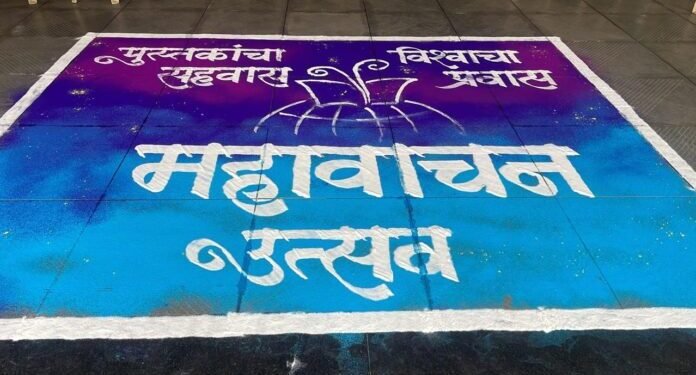 पुस्तकांचा
सहवास
विश्वाचा
प्रवास
महावाचन
उत्सव